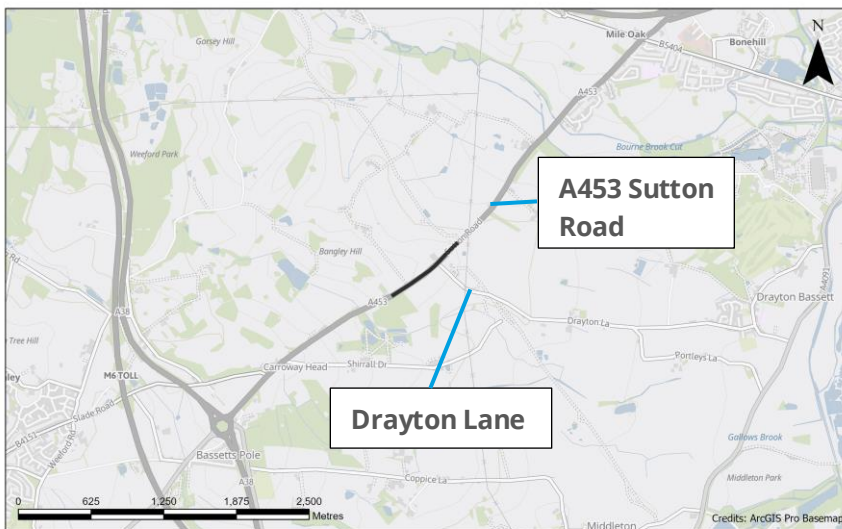 Gorsey Hill
Mile Oak
Bonehill
B5404
N
A453
Weeford Park
Bourne Brook Cut
A453 Sutton
Road
Road
Bangley Hill
A4091
A453
Drayton Bassett
A38
Drayton La
Tree Hill
Carroway Head
Shirrall Dr
Portleys La
M6 TOLL
Slade Road
Drayton Lane
B4151
Weeford Rd
Gallows Brook
Bassetts Pole
A38
Coppice La
Middleton Park
0 625 1,250 1,875 2,500
Metres
Middleton
Credits: ArcGIS Pro Basemap